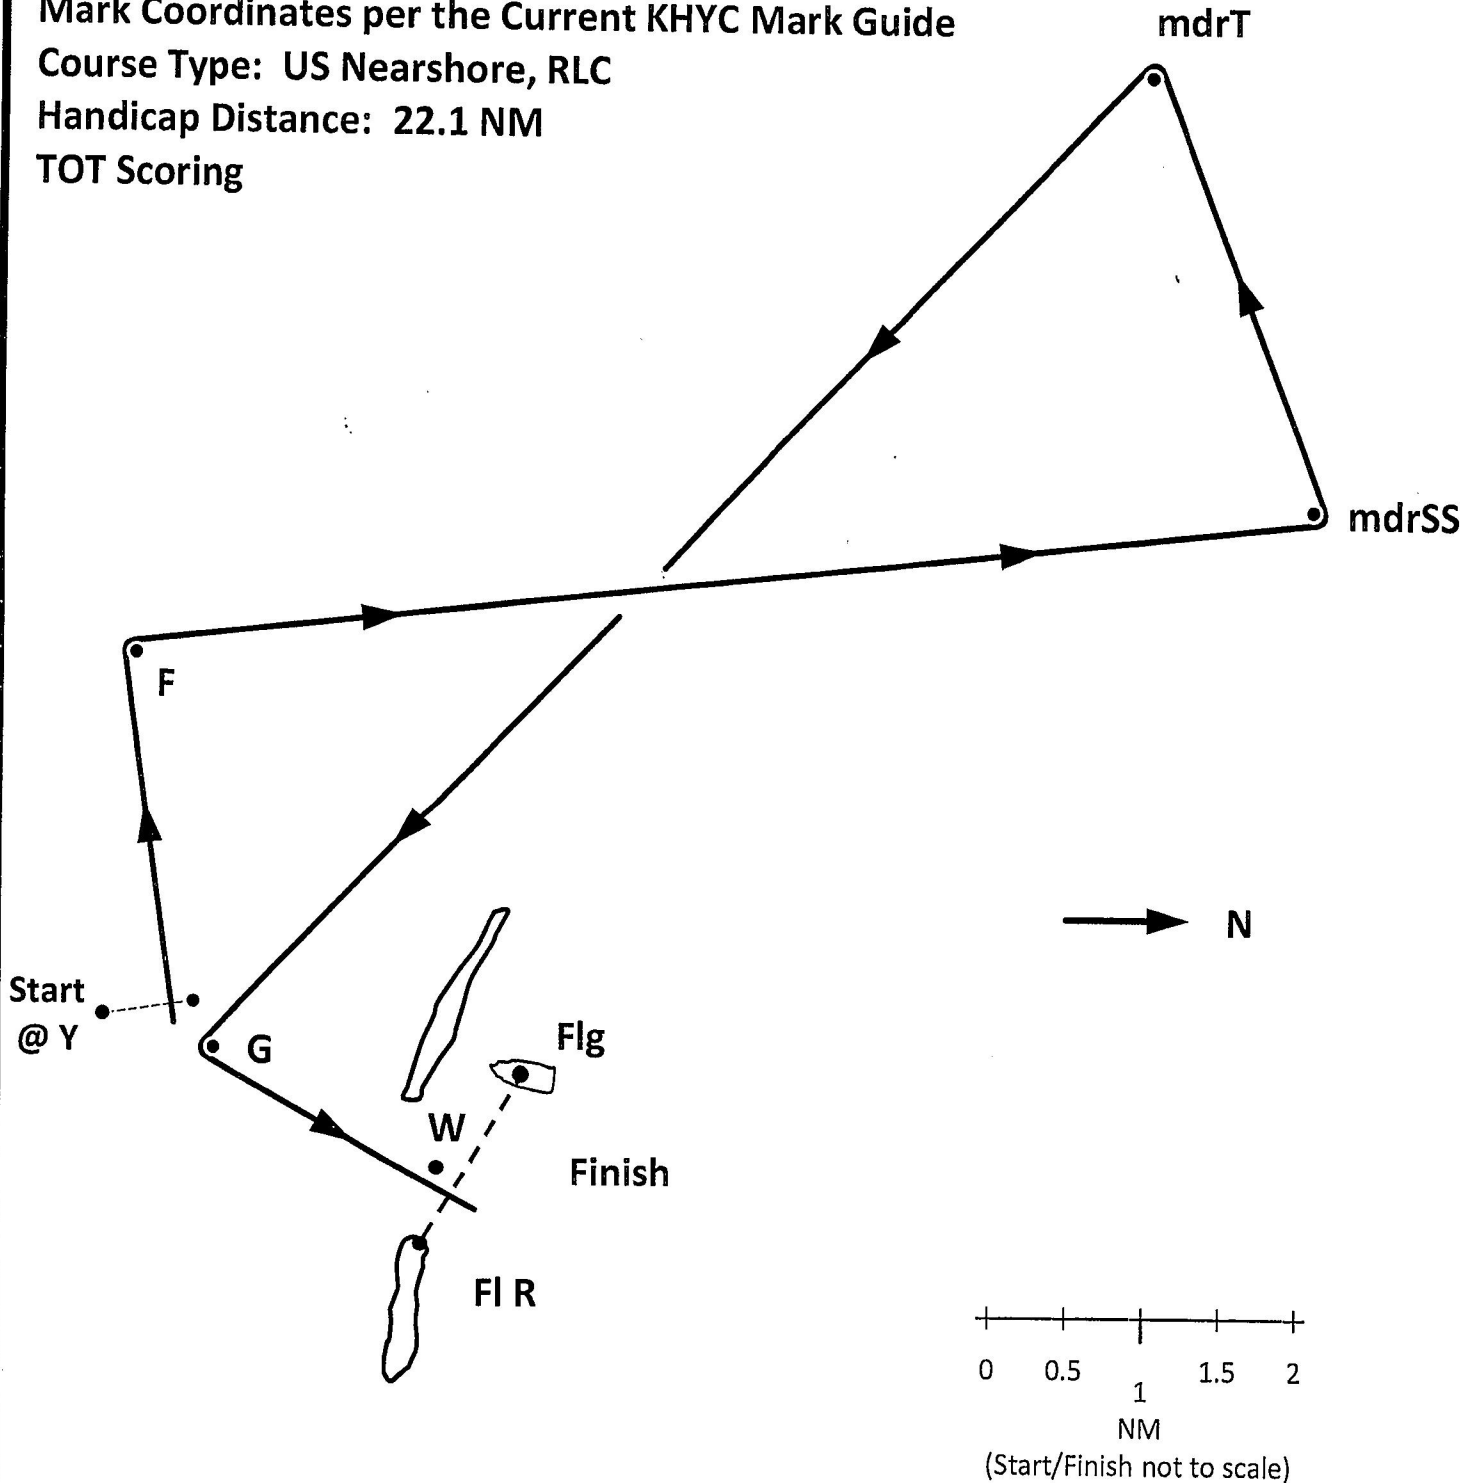 Mark Coordinates per the Current KHYC Mark Guide
Course Type: US Nearshore, RLC
Handicap Distance: 22.1 NM
TOT Scoring
mdrT
mdrSS
F
N
Start
@ Y
G
Flg
W
Finish
Fl R
0 0.5 1 1.5 2
NM
(Start/Finish not to scale)